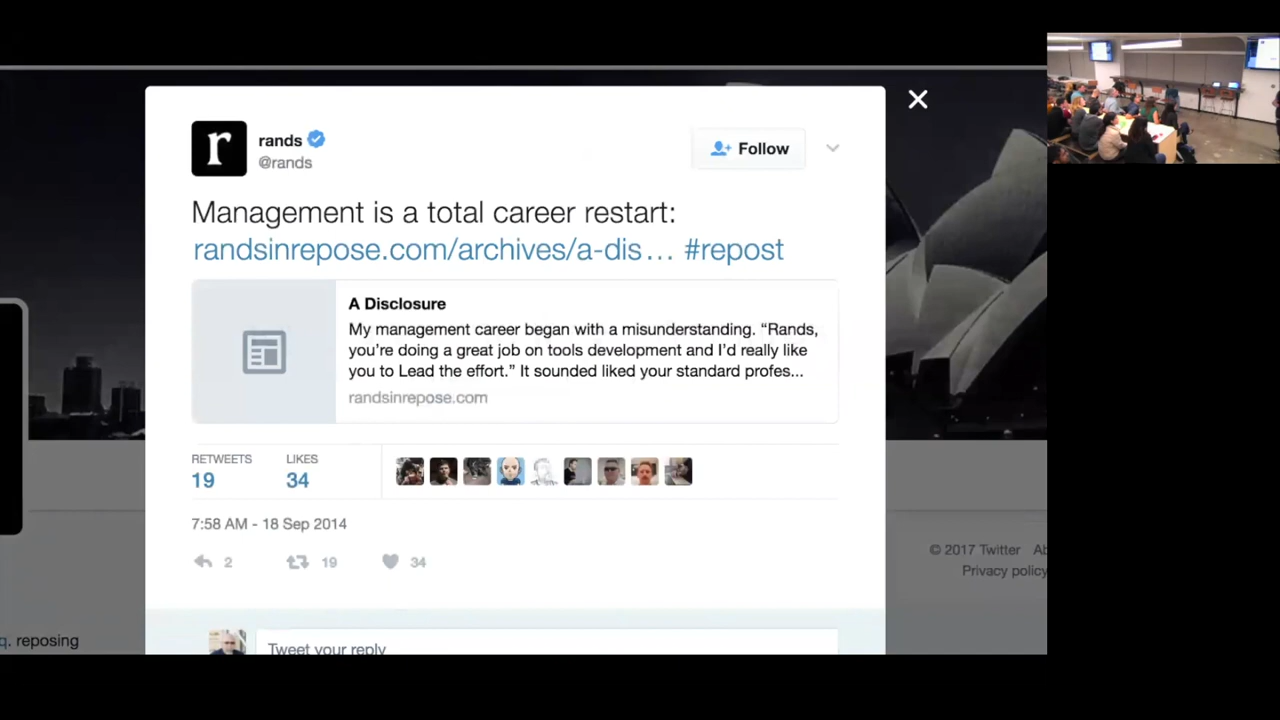 r
rands
@rands
Follow
Management is a total career restart:
randsinrepose.com/archives/a-dis… #repost
A Disclosure
My management career began with a misunderstanding. “Rands,
you’re doing a great job on tools development and I’d really like
you to Lead the effort.” It sounded liked your standard profes...
randsinrepose.com
RETWEETS
LIKES
19
34
7:58 AM - 18 Sep 2014
2
19
34
© 2017 Twitter Ab
Privacy policy
q. reposing
Tweet your reply